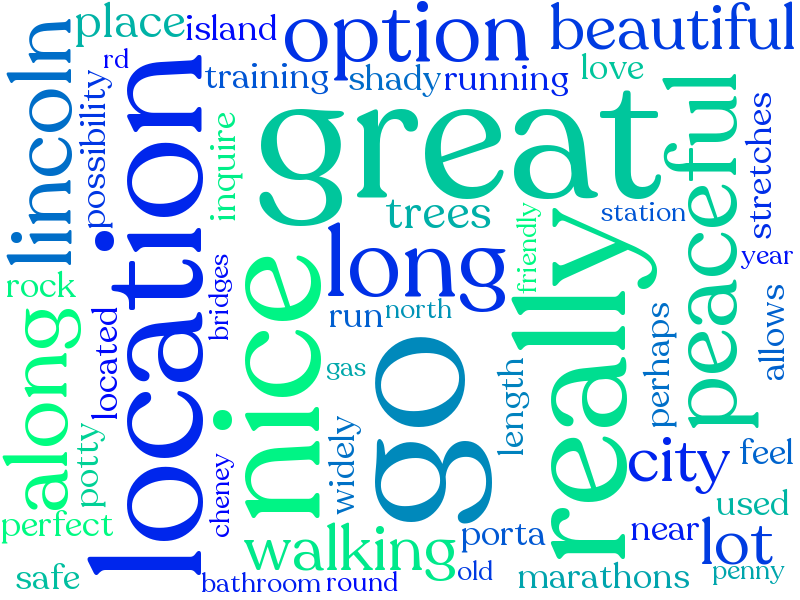 place
island
option
beautiful
lincoln
rd
training
shady
running
love
possibility
location
inquire
great
peaceful
stretches
trees
station
friendly
really
long
nice
year
rock
bridges
run
north
along
located
gas
go
length
perhaps
allows
potty
widely
cheney
city
feel
perfect
walking
porta
near
lot
used
safe
bathroom
round
old
marathons
penny